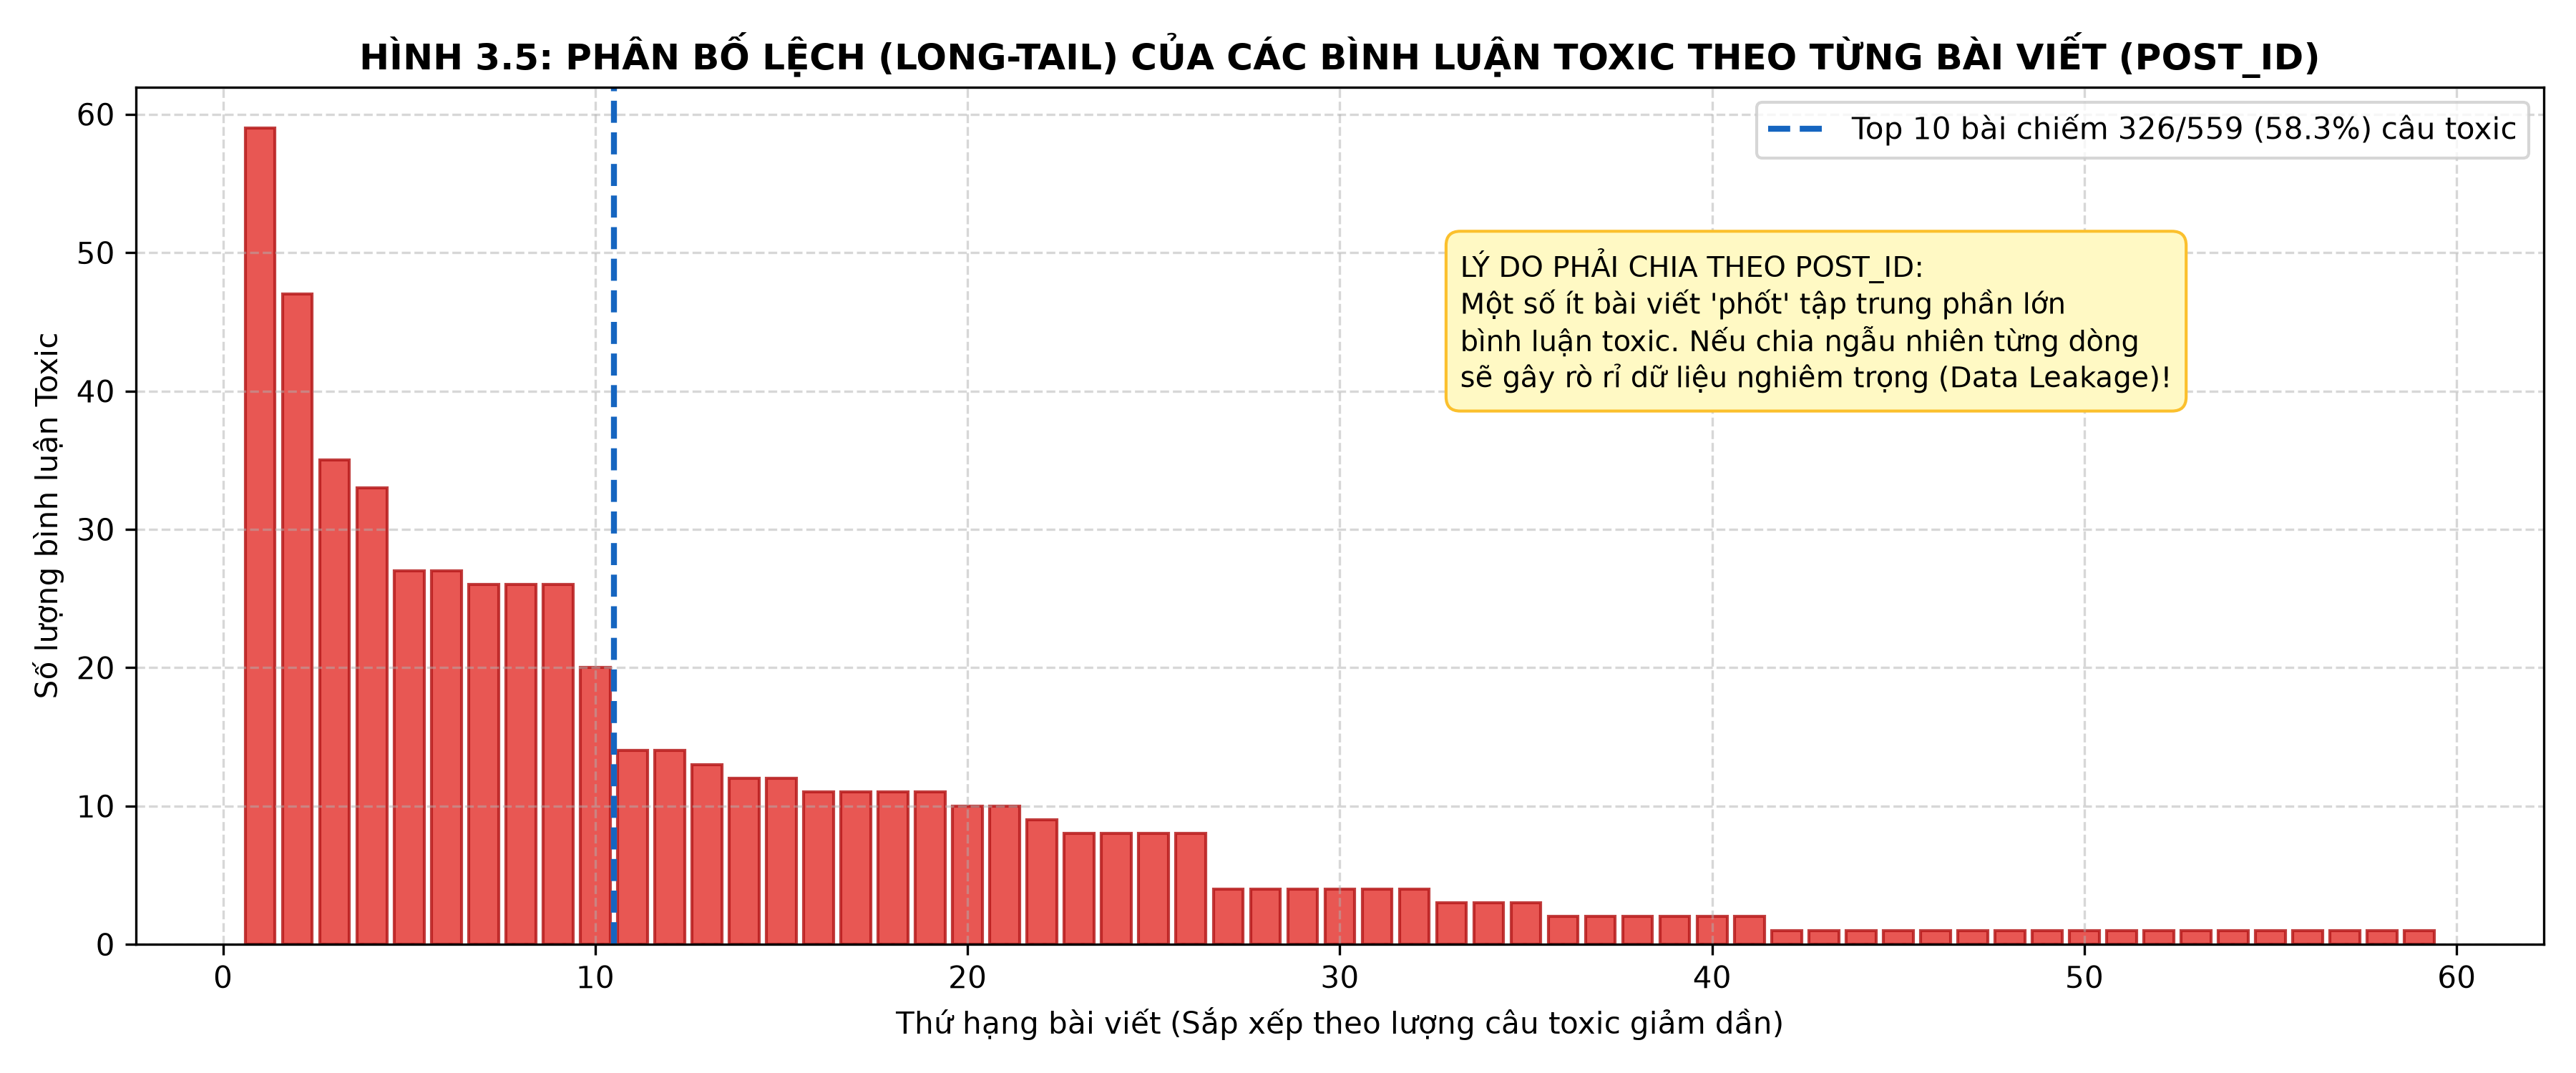 HÌNH 3.5: PHÂN BỐ LỆCH (LONG-TAIL) CỦA CÁC BÌNH LUẬN TOXIC THEO TỪNG BÀI VIẾT (POST_ID)
Top 10 bài chiếm 326/559 (58.3%) câu toxic
LÝ DO PHẢI CHIA THEO POST_ID:
Một số ít bài viết 'phốt' tập trung phần lớn
bình luận toxic. Nếu chia ngẫu nhiên từng dòng
sẽ gây rò rỉ dữ liệu nghiêm trọng (Data Leakage)!
Số lượng bình luận Toxic
60
50
40
30
20
10
0
0 10 20 30 40 50 60
Thứ hạng bài viết (Sắp xếp theo lượng câu toxic giảm dần)